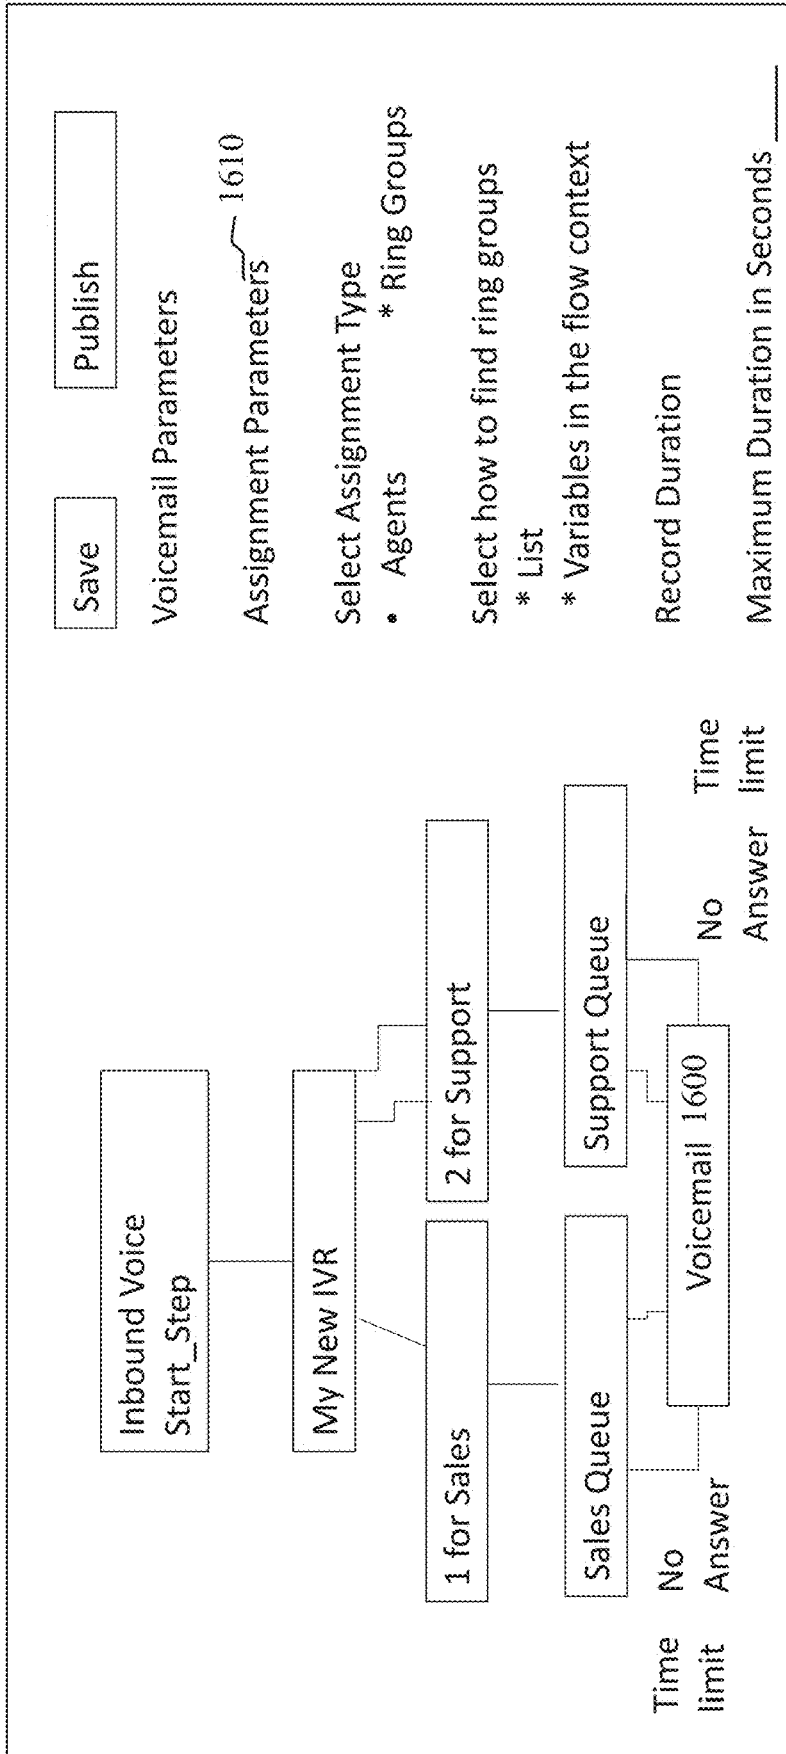 Inbound Voice
Start_Step
My New IVR
1 for Sales
2 for Support
Sales Queue
Support Queue
Time
limit
No
Answer
Voicemail 1600
No
Answer
Time
limit
Save
Publish
Voicemail Parameters
Assignment Parameters 1610
Select Assignment Type
• Agents * Ring Groups
Select how to find ring groups
* List
* Variables in the flow context
Record Duration
Maximum Duration in Seconds ____